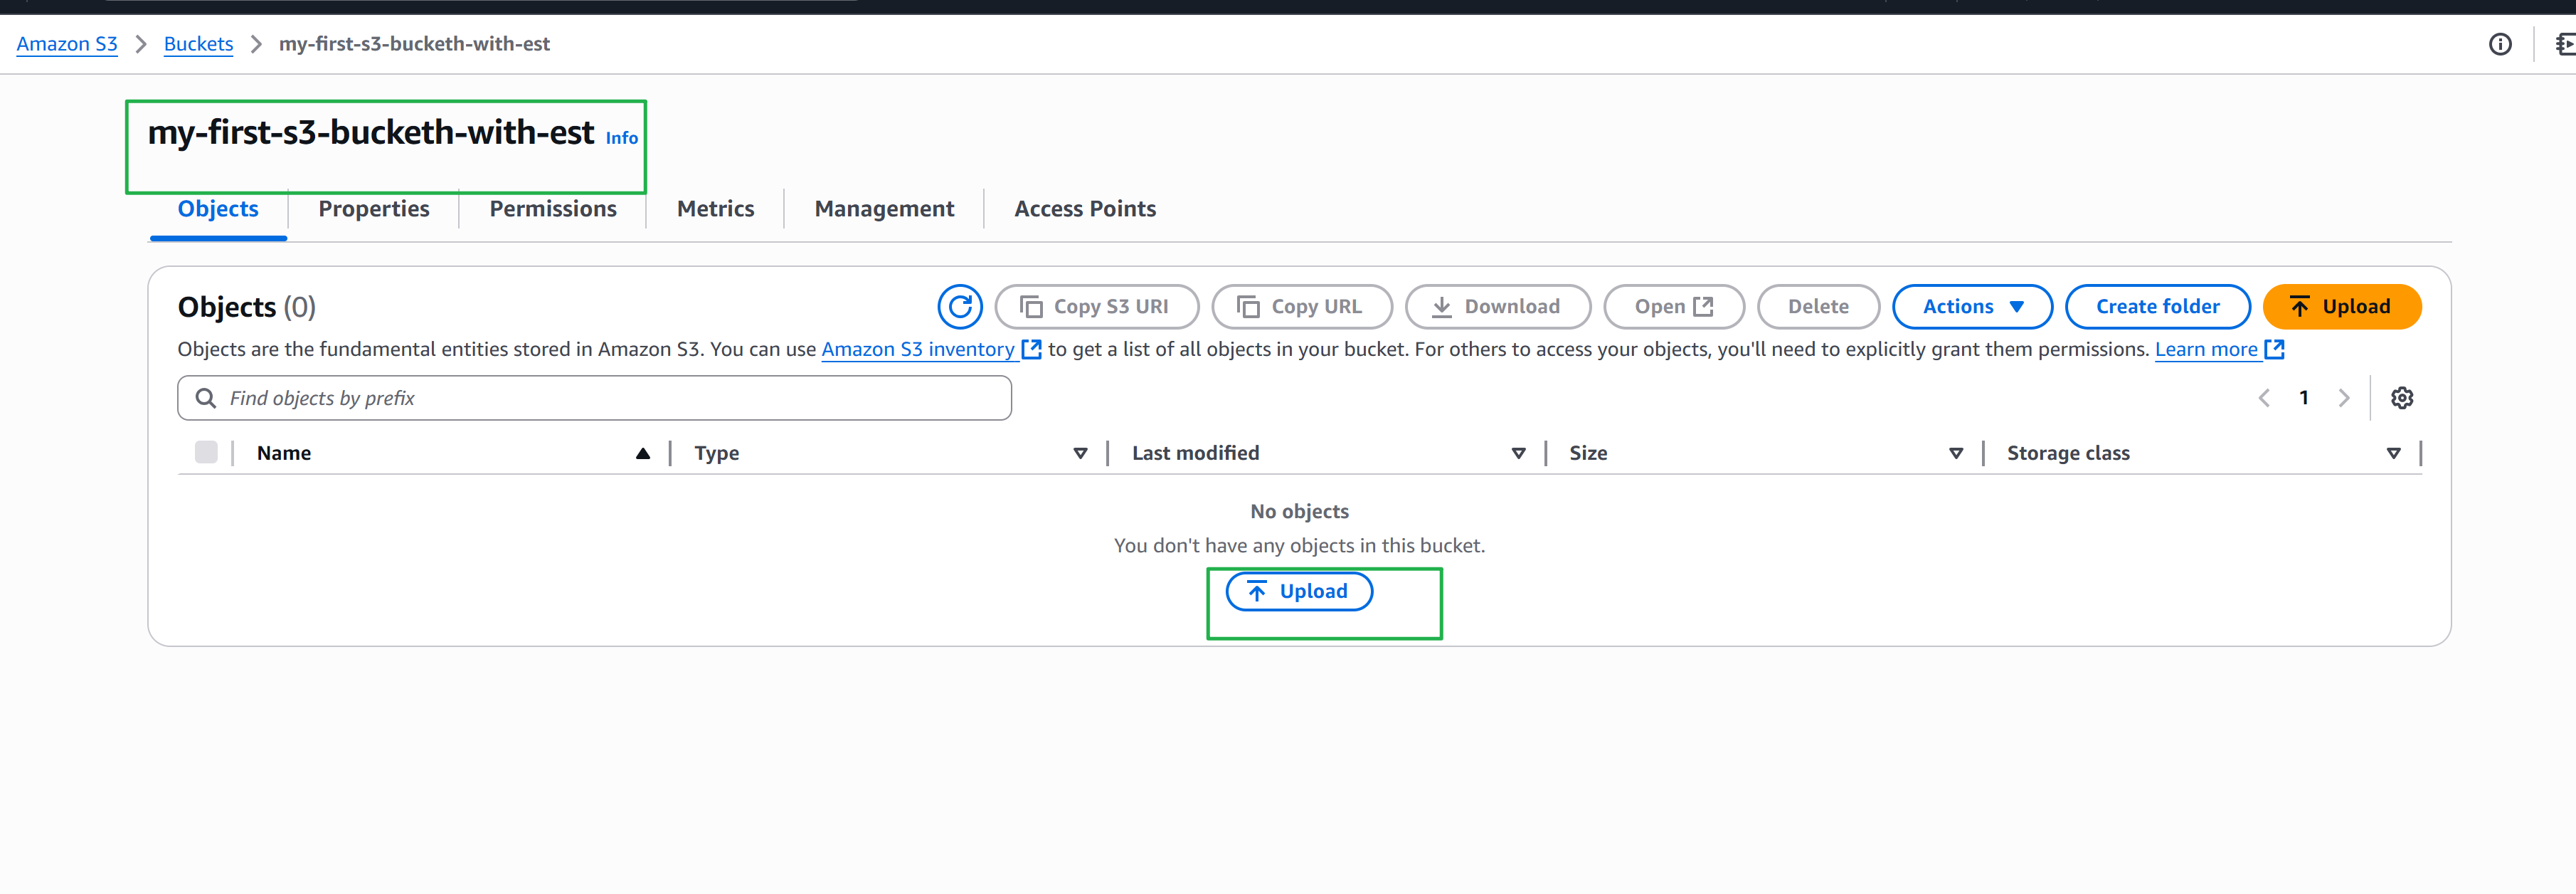 Amazon S3 > Buckets > my-first-s3-bucketh-with-est
my-first-s3-bucketh-with-est Info
Objects Properties Permissions Metrics Management Access Points
Objects (0) Copy S3 URI Copy URL Download Open Delete Actions Create folder Upload
Objects are the fundamental entities stored in Amazon S3. You can use Amazon S3 inventory to get a list of all objects in your bucket. For others to access your objects, you'll need to explicitly grant them permissions. Learn more
Find objects by prefix 1
Name Type Last modified Size Storage class
No objects
You don't have any objects in this bucket.
Upload